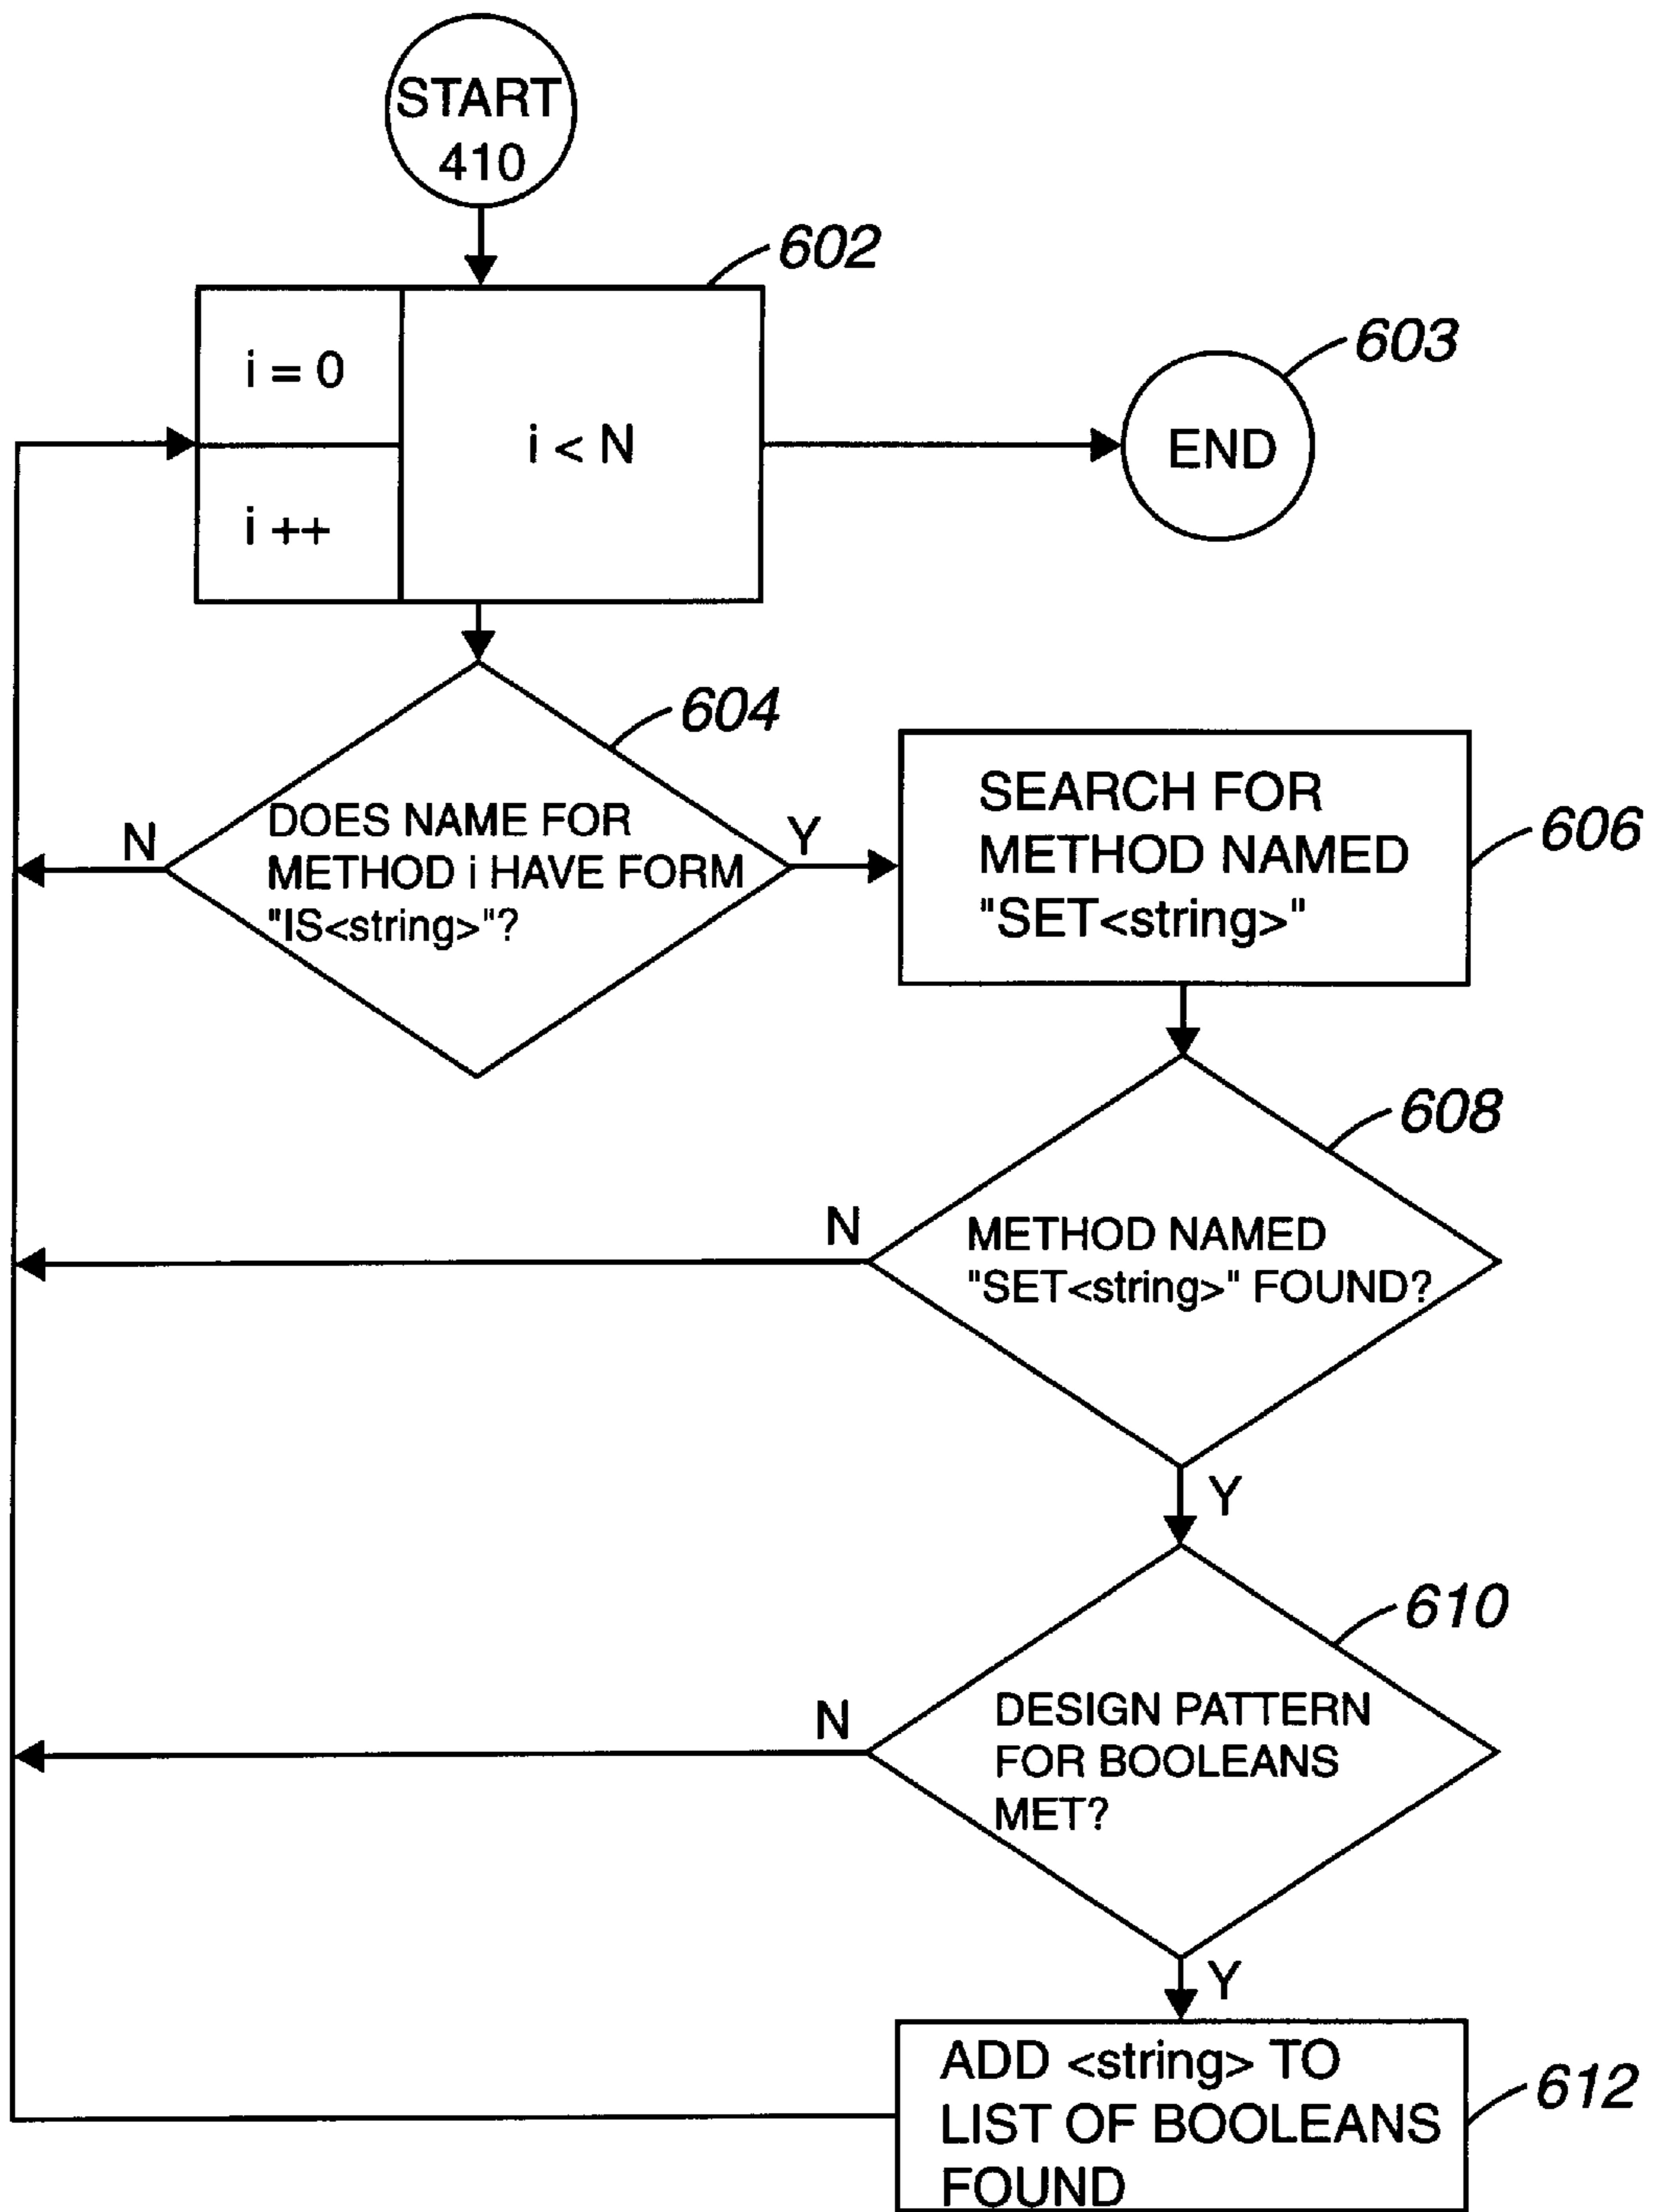 START
410
602
i = 0
i < N
i ++
603
END
604
DOES NAME FOR
METHOD i HAVE FORM
"IS<string>"?
N
Y
SEARCH FOR
METHOD NAMED
"SET<string>"
606
608
METHOD NAMED
"SET<string>" FOUND?
N
Y
610
DESIGN PATTERN
FOR BOOLEANS
MET?
N
Y
ADD <string> TO
LIST OF BOOLEANS
FOUND
612